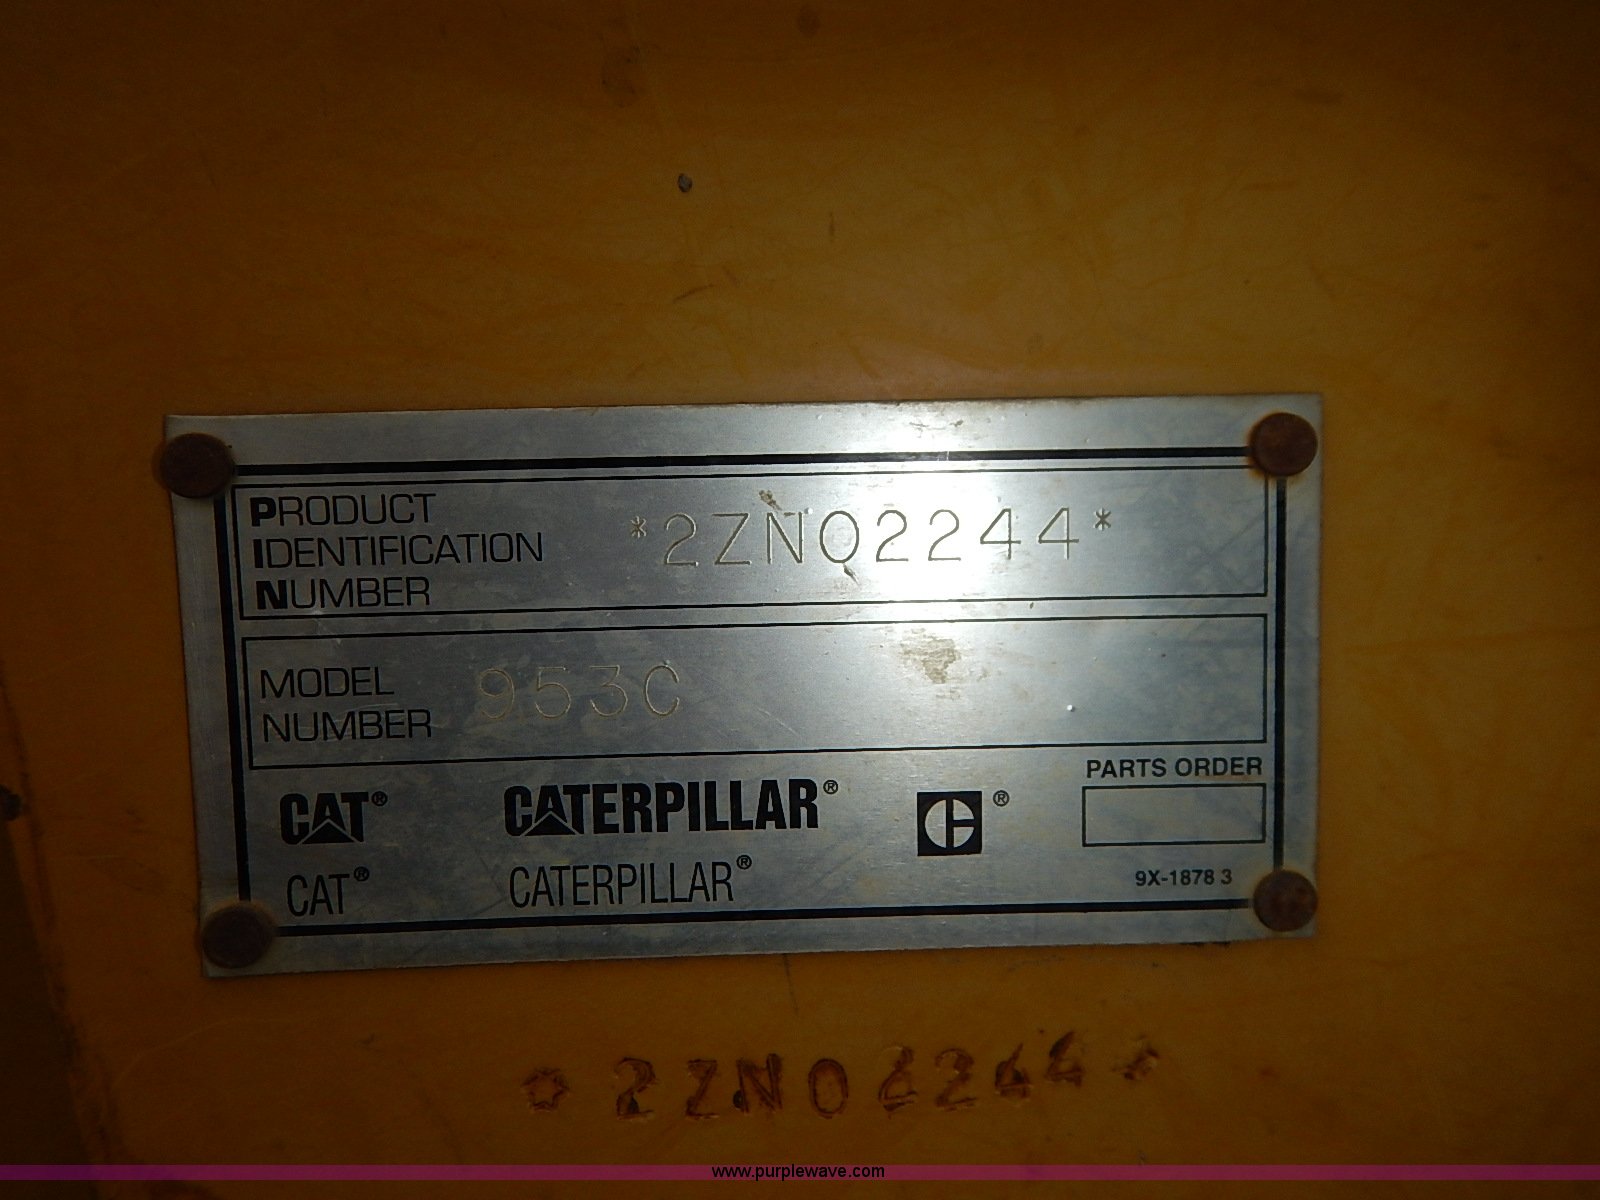 PRODUCT
IDENTIFICATION
NUMBER
*2ZN02244*
MODEL
NUMBER
953C
PARTS ORDER
CAT® CATERPILLAR® ®
CAT® CATERPILLAR®
9X-1878 3
*2ZN02244*
www.purplewave.com